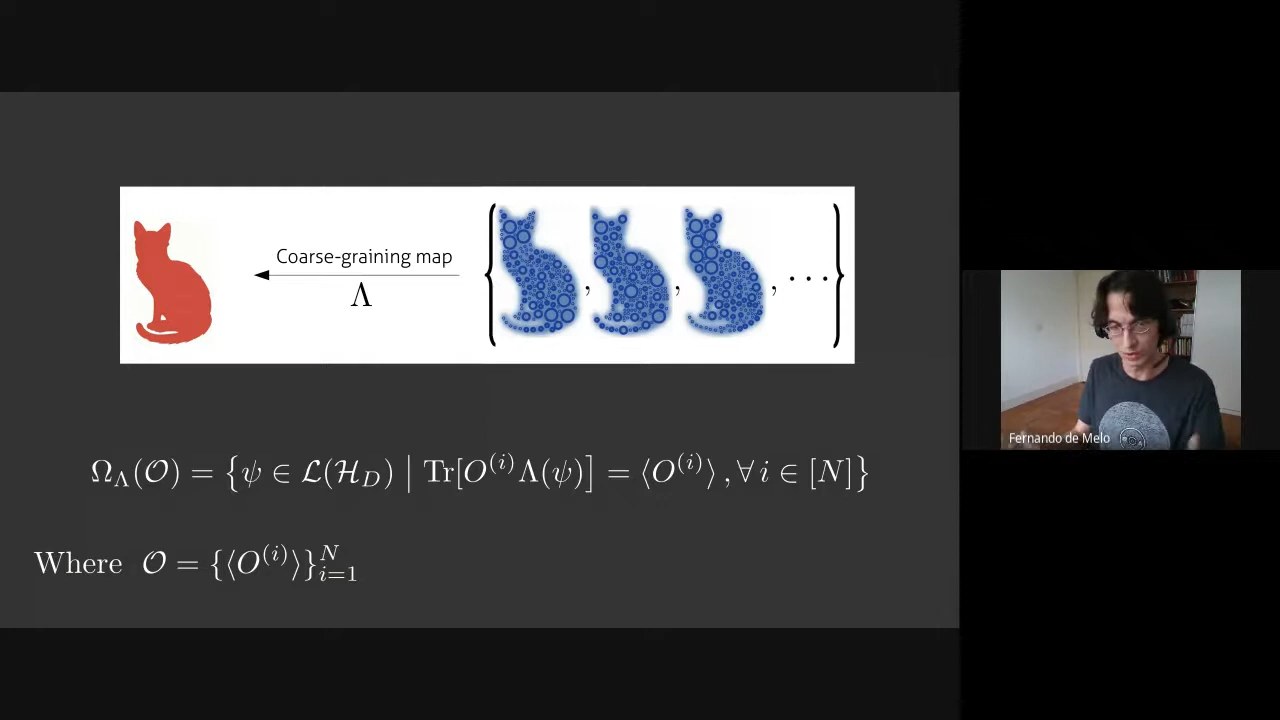 Coarse-graining map
Λ
{ , , , ··· }
Ω_Λ(𝒪) = {ψ ∈ ℒ(ℋ_D) | Tr[O^(i) Λ(ψ)] = ⟨O^(i)⟩ , ∀ i ∈ [N]}
Where 𝒪 = {⟨O^(i)⟩}_{i=1}^N
Fernando de Melo